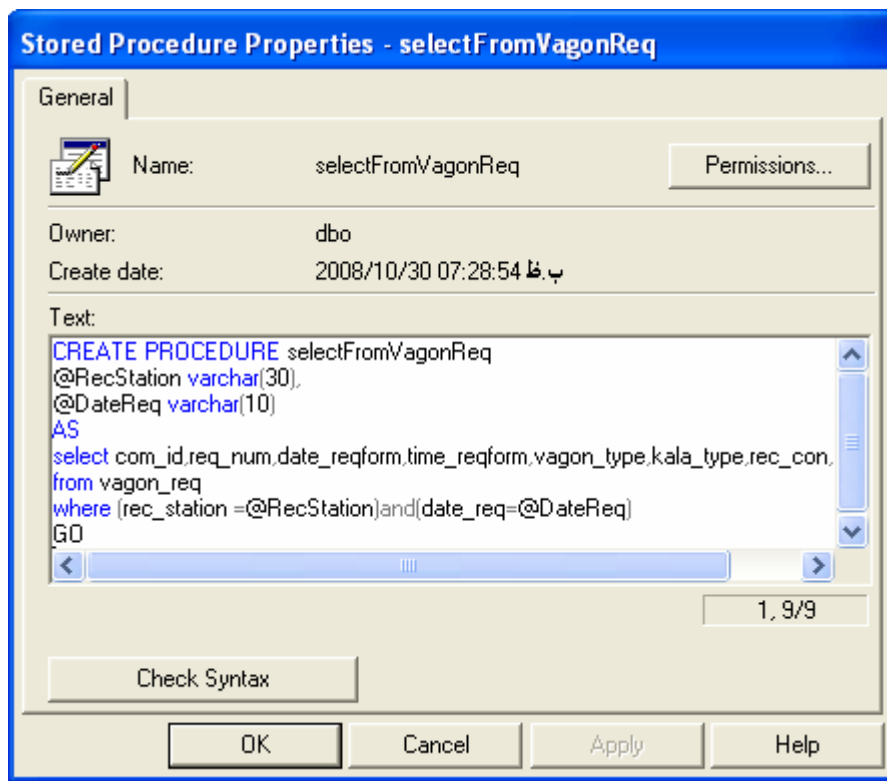 Stored Procedure Properties - selectFromVagonReq
General
Name: selectFromVagonReq Permissions...
Owner: dbo
Create date: 2008/10/30 07:28:54 ب.ظ
Text:
CREATE PROCEDURE selectFromVagonReq
@RecStation varchar(30),
@DateReq varchar(10)
AS
select com_id,req_num,date_reqform,time_reqform,vagon_type,kala_type,rec_con,
from vagon_req
where (rec_station =@RecStation)and(date_req=@DateReq)
GO
1, 9/9
Check Syntax
OK Cancel Apply Help